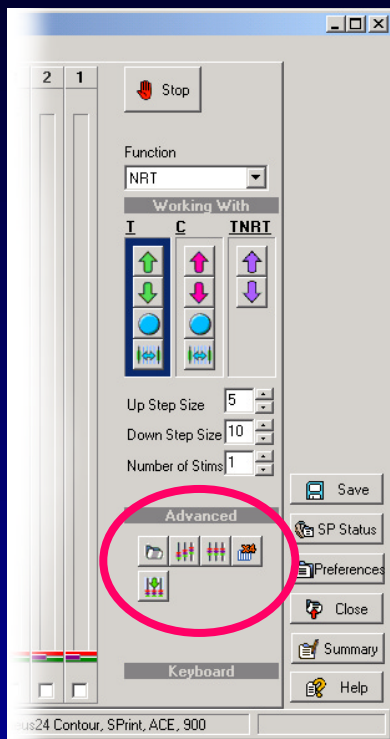 2 1
Stop
Function
NRT
Working With
T C TNRT
Up Step Size 5
Down Step Size 10
Number of Stims 1
Advanced
Save
SP Status
Preferences
Close
Summary
Keyboard
Help
24 Contour, SPrint, ACE, 900